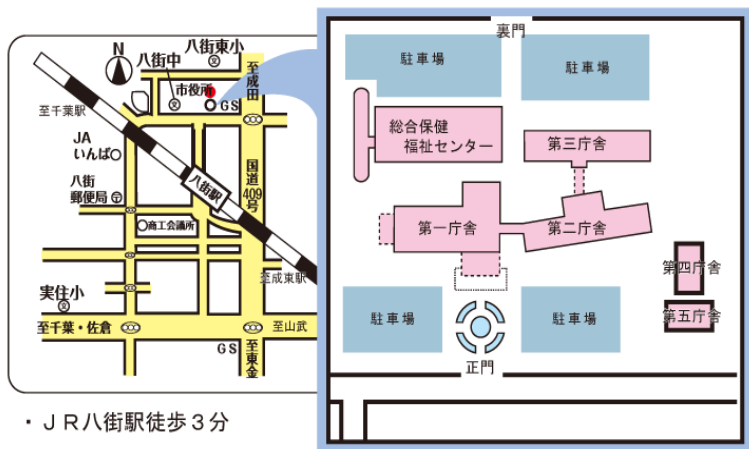 N
八街東小
八街中
至成田
市役所
GS
至千葉駅
JA
いんば
国道409号
八街駅
八街
郵便局
商工会議所
至成東駅
実住小
至千葉・佐倉
至山武
GS
至東金
・ＪＲ八街駅徒歩３分
裏門
駐車場
駐車場
総合保健
福祉センター
第三庁舎
第一庁舎
第二庁舎
第四庁舎
第五庁舎
駐車場
駐車場
正門